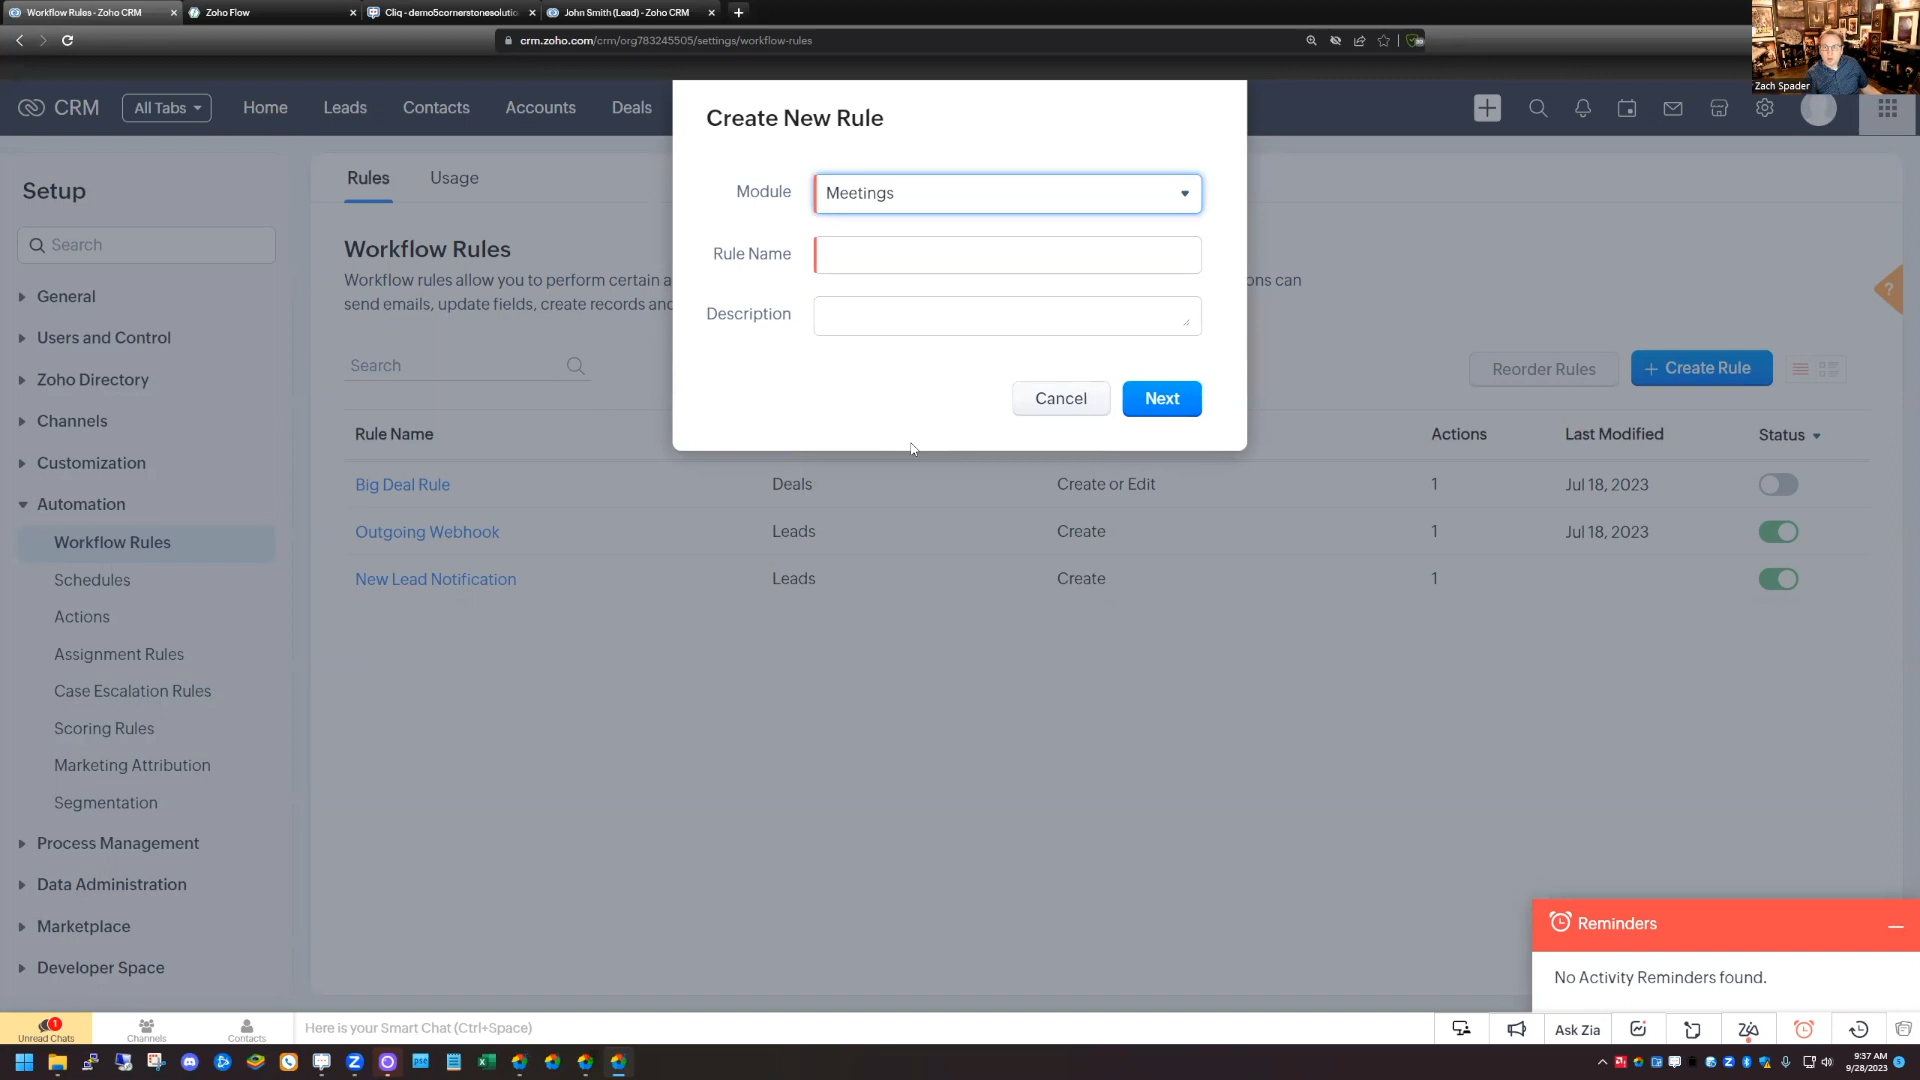 Workflow Rules - Zoho CRM
Zoho Flow
Cliq - demo5cornerstonesolutio
John Smith (Lead) - Zoho CRM
crm.zoho.com/crm/org783245505/settings/workflow-rules
Zach Spader
CRM
All Tabs
Home
Leads
Contacts
Accounts
Deals
Create New Rule
Module
Meetings
Rule Name
Description
Cancel
Next
Setup
Search
General
Users and Control
Zoho Directory
Channels
Customization
Automation
Workflow Rules
Schedules
Actions
Assignment Rules
Case Escalation Rules
Scoring Rules
Marketing Attribution
Segmentation
Process Management
Data Administration
Marketplace
Developer Space
Rules
Usage
Workflow Rules
Workflow rules allow you to perform certain a
ons can
send emails, update fields, create records and
?
Search
Reorder Rules
+ Create Rule
Rule Name
Actions
Last Modified
Status
Big Deal Rule
Deals
Create or Edit
1
Jul 18, 2023
Outgoing Webhook
Leads
Create
1
Jul 18, 2023
New Lead Notification
Leads
Create
1
Reminders
No Activity Reminders found.
1
Unread Chats
Channels
Contacts
Here is your Smart Chat (Ctrl+Space)
Ask Zia
9:37 AM
9/28/2023